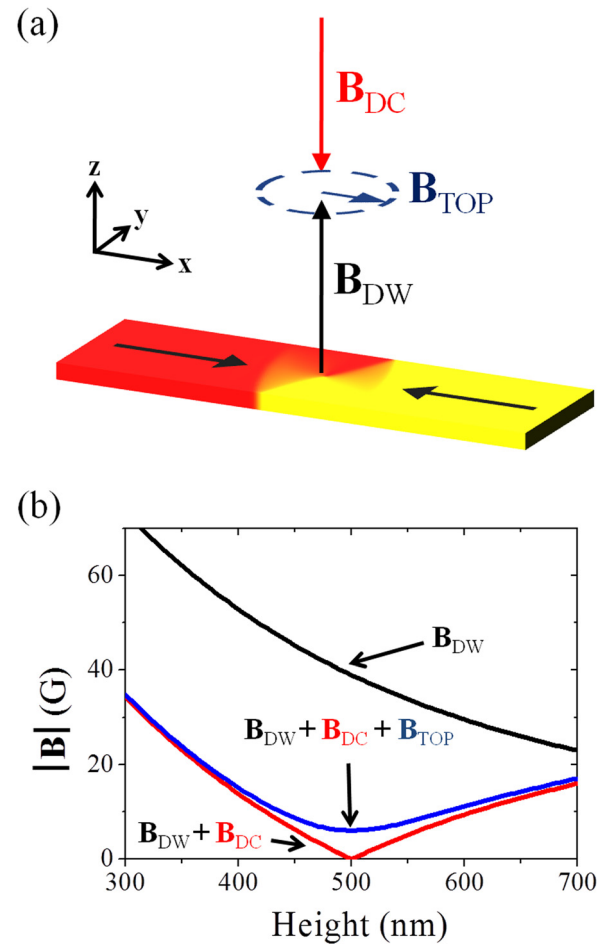 (a)
B_DC
z
y
x
B_TOP
B_DW
(b)
60
40
20
0
|B| (G)
B_DW
B_DW + B_DC + B_TOP
B_DW + B_DC
300 400 500 600 700
Height (nm)